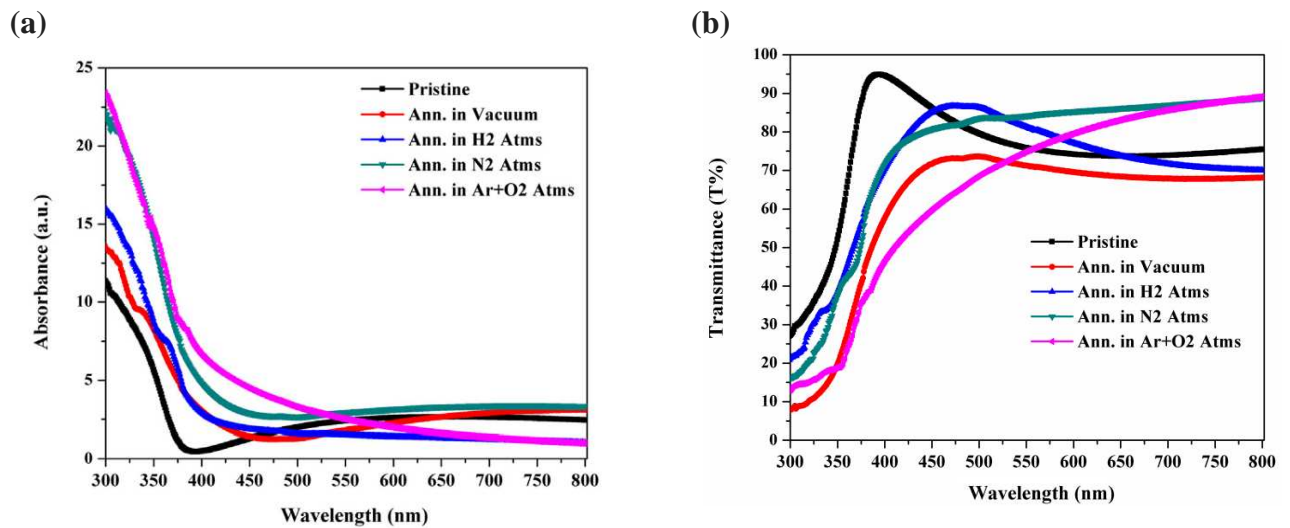 (a)
(b)
25
20
15
10
5
0
Absorbance (a.u.)
Pristine
Ann. in Vacuum
Ann. in H2 Atms
Ann. in N2 Atms
Ann. in Ar+O2 Atms
300 350 400 450 500 550 600 650 700 750 800
Wavelength (nm)
100
90
80
70
60
50
40
30
20
10
0
Transmittance (T%)
Pristine
Ann. in Vacuum
Ann. in H2 Atms
Ann. in N2 Atms
Ann. in Ar+O2 Atms
300 350 400 450 500 550 600 650 700 750 800
Wavelength (nm)